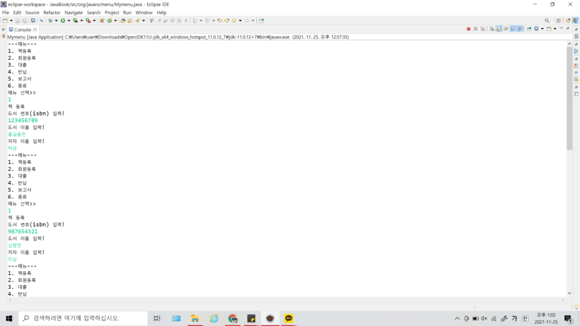 eclipse-workspace - JavaBook/src/org/javaro/menu/Mymenu.java - Eclipse IDE
File Edit Source Refactor Navigate Search Project Run Window Help
Console
Mymenu [Java Application] C:\Users\user\Downloads\OpenJDK11U-jdk_x64_windows_hotspot_11.0.12_7\jdk-11.0.12+7\bin\javaw.exe (2021. 11. 25. 오후 12:57:35)
---메뉴---
1. 책등록
2. 회원등록
3. 대출
4. 반납
5. 보고서
6. 종료
메뉴 선택>>
1
책 등록
도서 번호(isbn) 입력!
123456789
도서 이름 입력!
홍길동전
저자 이름 입력!
허균
---메뉴---
1. 책등록
2. 회원등록
3. 대출
4. 반납
5. 보고서
6. 종료
메뉴 선택>>
1
책 등록
도서 번호(isbn) 입력!
987654321
도서 이름 입력!
저자 이름 입력!
---메뉴---
1. 책등록
2. 회원등록
3. 대출
4. 반납
검색하려면 여기에 입력하십시오.
오후 1:02
2021-11-25